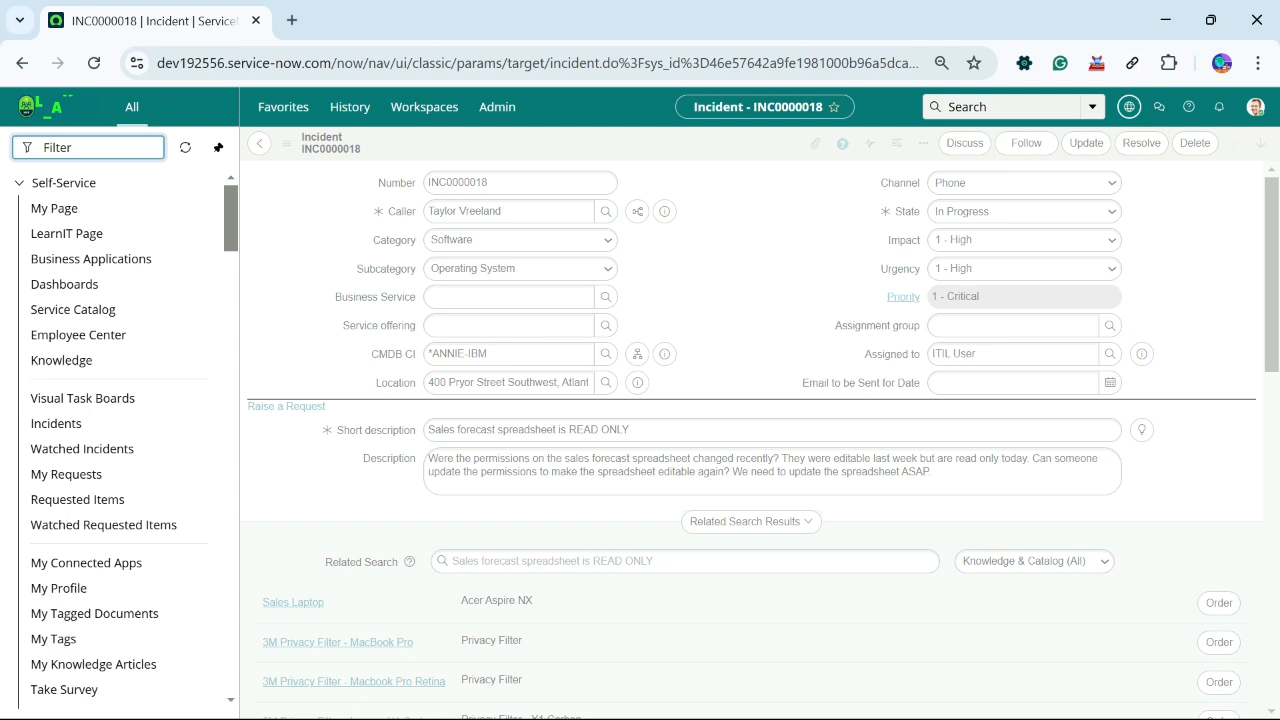 INC0000018 | Incident | Service
dev192556.service-now.com/now/nav/ui/classic/params/target/incident.do%3Fsys_id%3D46e57642a9fe1981000b96a5dca...
All
Favorites
History
Workspaces
Admin
Incident - INC0000018
Search
Filter
Incident
INC0000018
Discuss
Follow
Update
Resolve
Delete
Self-Service
My Page
LearnIT Page
Business Applications
Dashboards
Service Catalog
Employee Center
Knowledge
Visual Task Boards
Incidents
Watched Incidents
My Requests
Requested Items
Watched Requested Items
My Connected Apps
My Profile
My Tagged Documents
My Tags
My Knowledge Articles
Take Survey
Number INC0000018
Caller Taylor Vreeland
Category Software
Subcategory Operating System
Business Service
Service offering
CMDB CI *ANNIE-IBM
Location 400 Pryor Street Southwest, Atlant
Channel Phone
State In Progress
Impact 1 - High
Urgency 1 - High
Priority 1 - Critical
Assignment group
Assigned to ITIL User
Email to be Sent for Date
Raise a Request
Short description Sales forecast spreadsheet is READ ONLY
Description Were the permissions on the sales forecast spreadsheet changed recently? They were editable last week but are read only today. Can someone
update the permissions to make the spreadsheet editable again? We need to update the spreadsheet ASAP.
Related Search Results
Related Search Sales forecast spreadsheet is READ ONLY Knowledge & Catalog (All)
Sales Laptop Acer Aspire NX Order
3M Privacy Filter - MacBook Pro Privacy Filter Order
3M Privacy Filter - Macbook Pro Retina Privacy Filter Order